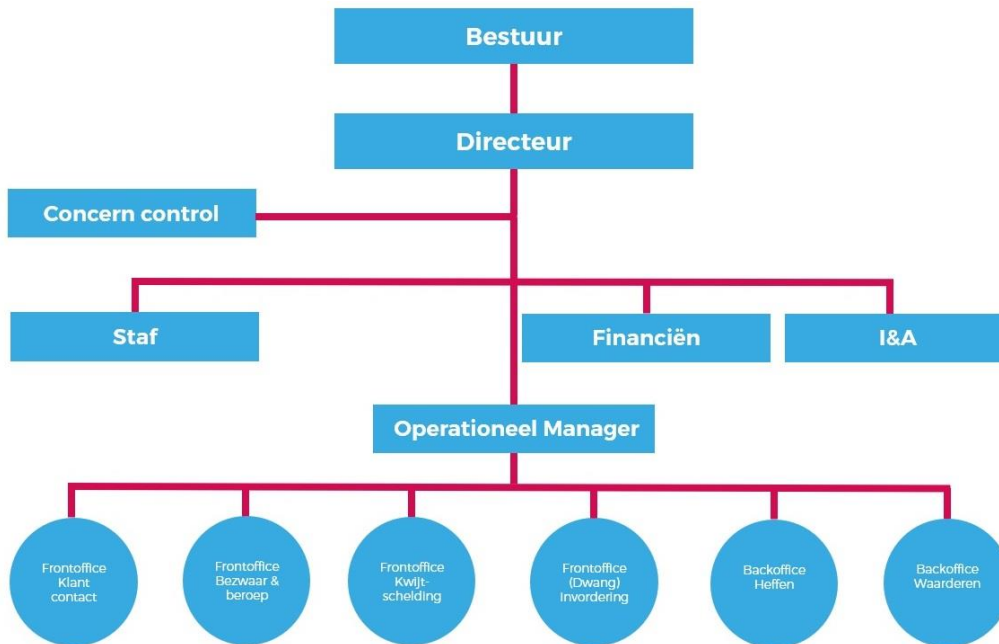 Bestuur
Directeur
Concern control
Staf
Financiën
I&A
Operationeel Manager
Frontoffice
Klant
contact
Frontoffice
Bezwaar &
beroep
Frontoffice
Kwijt-
schelding
Frontoffice
(Dwang)
Invordering
Backoffice
Heffen
Backoffice
Waarderen